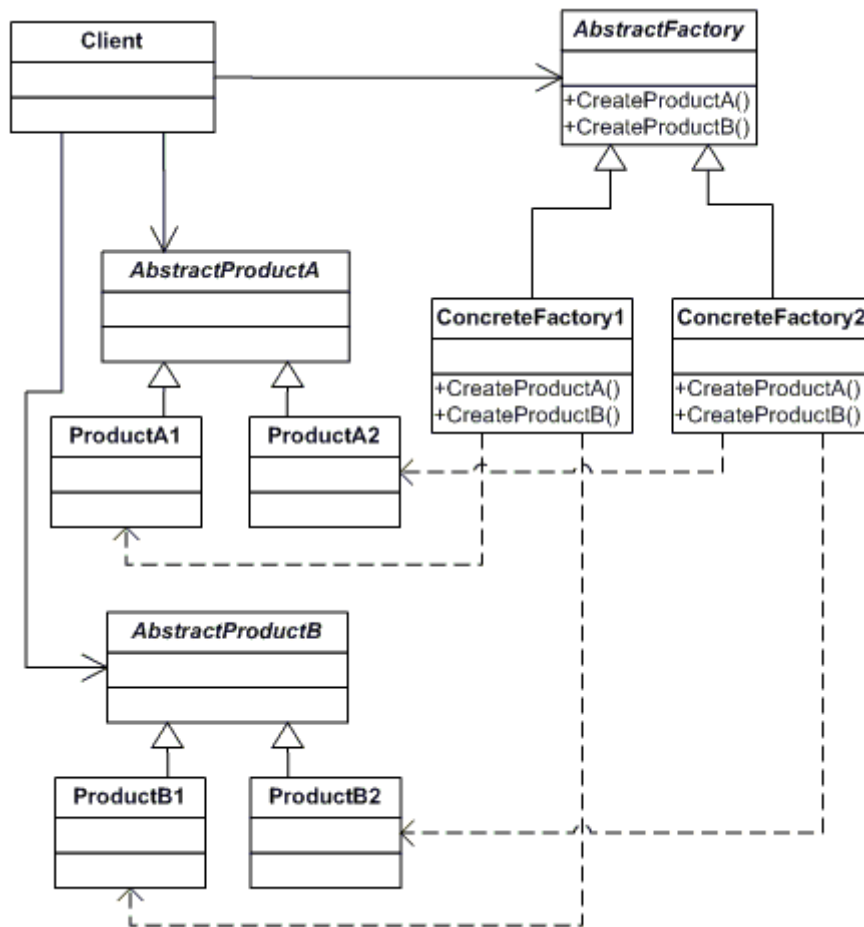 Client
AbstractFactory
+CreateProductA()
+CreateProductB()
AbstractProductA
ConcreteFactory1
+CreateProductA()
+CreateProductB()
ConcreteFactory2
+CreateProductA()
+CreateProductB()
ProductA1
ProductA2
AbstractProductB
ProductB1
ProductB2